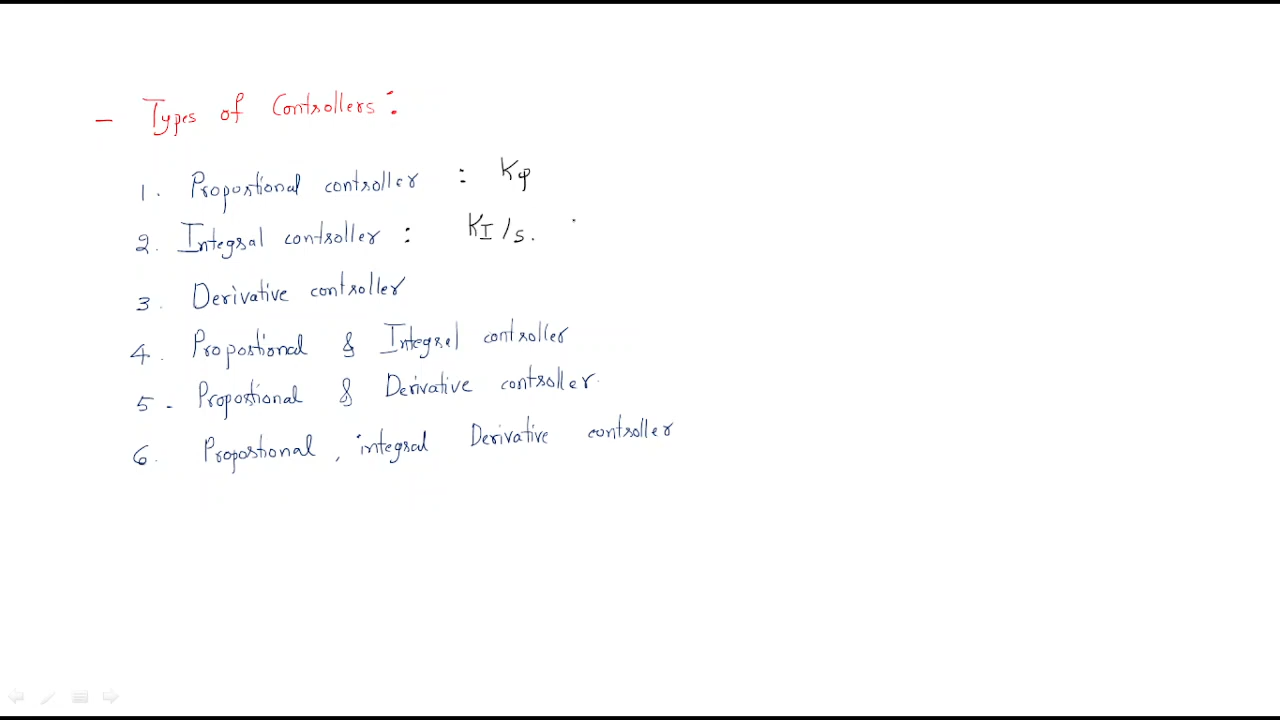 - Types of Controllers:
1. Proportional controller : Kp
2. Integral controller : KI/s.
3. Derivative controller
4. Proportional & Integral controller
5. Proportional & Derivative controller.
6. Proportional, integral Derivative controller